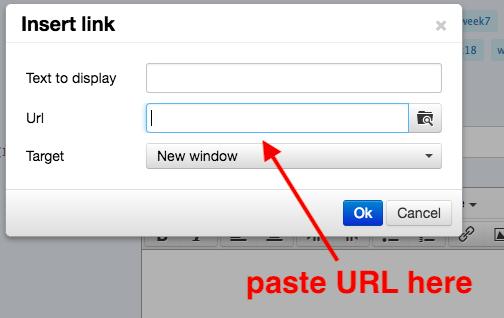 Insert link
×
week7
Text to display
18
Url
Target
New window
Ok
Cancel
B I
paste URL here